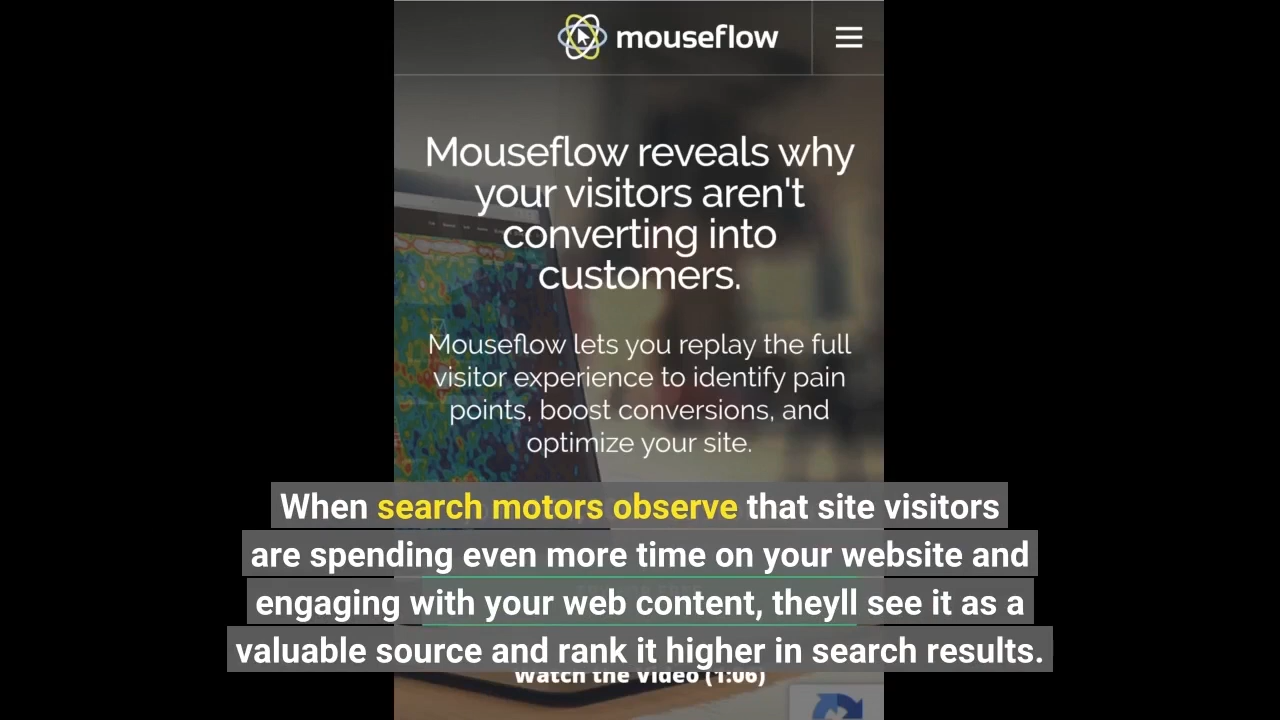 mouseflow
Mouseflow reveals why
your visitors aren't
converting into
customers.
Mouseflow lets you replay the full
visitor experience to identify pain
points, boost conversions, and
optimize your site.
When search motors observe that site visitors
are spending even more time on your website and
engaging with your web content, theyll see it as a
valuable source and rank it higher in search results.
Watch the Video (1:06)